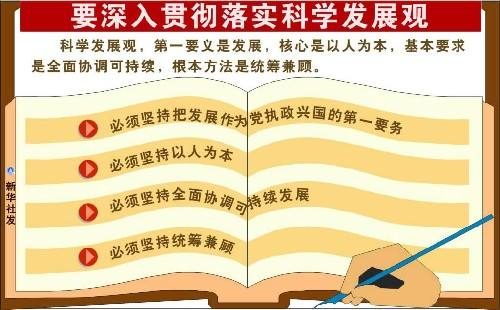 要深入贯彻落实科学发展观
科学发展观，第一要义是发展，核心是以人为本，基本要求
是全面协调可持续，根本方法是统筹兼顾。
必须坚持把发展作为党执政兴国的第一要务
必须坚持以人为本
必须坚持全面协调可持续发展
必须坚持统筹兼顾
新华社发